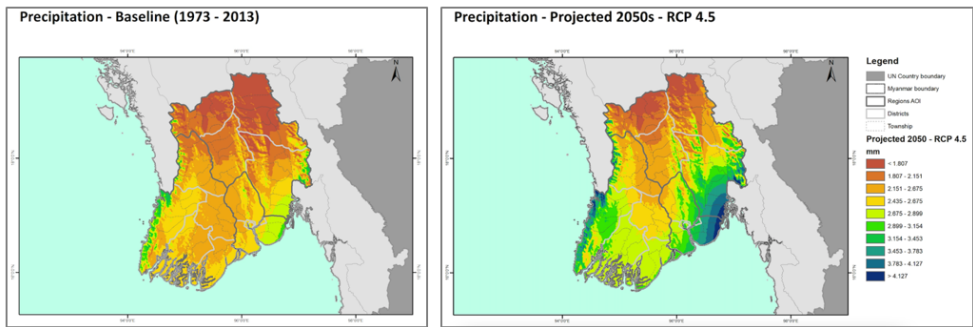 Precipitation - Baseline (1973 - 2013)
Precipitation - Projected 2050s - RCP 4.5
N
N
Legend
UN Country boundary
Myanmar boundary
Regions AOI
Districts
Township
Projected 2050 - RCP 4.5
mm
< 1.807
1.807 - 2.151
2.151 - 2.675
2.435 - 2.675
2.675 - 2.899
2.899 - 3.154
3.154 - 3.453
3.453 - 3.783
3.783 - 4.127
> 4.127